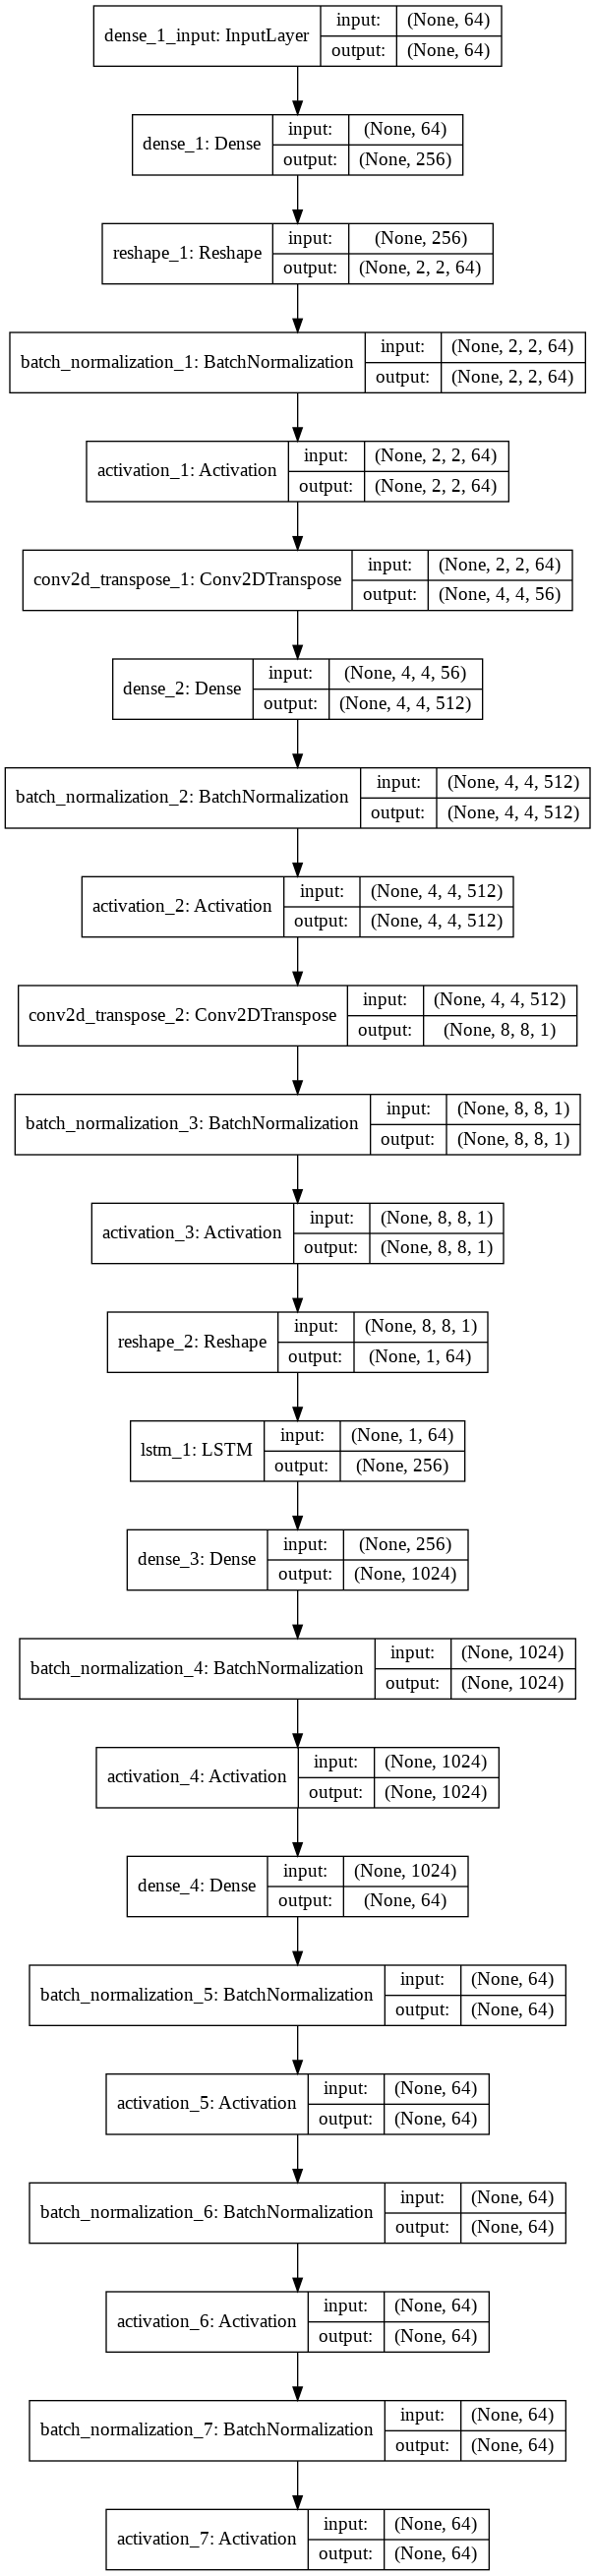 dense_1_input: InputLayer input: (None, 64)
output: (None, 64)
dense_1: Dense input: (None, 64)
output: (None, 256)
reshape_1: Reshape input: (None, 256)
output: (None, 2, 2, 64)
batch_normalization_1: BatchNormalization input: (None, 2, 2, 64)
output: (None, 2, 2, 64)
activation_1: Activation input: (None, 2, 2, 64)
output: (None, 2, 2, 64)
conv2d_transpose_1: Conv2DTranspose input: (None, 2, 2, 64)
output: (None, 4, 4, 56)
dense_2: Dense input: (None, 4, 4, 56)
output: (None, 4, 4, 512)
batch_normalization_2: BatchNormalization input: (None, 4, 4, 512)
output: (None, 4, 4, 512)
activation_2: Activation input: (None, 4, 4, 512)
output: (None, 4, 4, 512)
conv2d_transpose_2: Conv2DTranspose input: (None, 4, 4, 512)
output: (None, 8, 8, 1)
batch_normalization_3: BatchNormalization input: (None, 8, 8, 1)
output: (None, 8, 8, 1)
activation_3: Activation input: (None, 8, 8, 1)
output: (None, 8, 8, 1)
reshape_2: Reshape input: (None, 8, 8, 1)
output: (None, 1, 64)
lstm_1: LSTM input: (None, 1, 64)
output: (None, 256)
dense_3: Dense input: (None, 256)
output: (None, 1024)
batch_normalization_4: BatchNormalization input: (None, 1024)
output: (None, 1024)
activation_4: Activation input: (None, 1024)
output: (None, 1024)
dense_4: Dense input: (None, 1024)
output: (None, 64)
batch_normalization_5: BatchNormalization input: (None, 64)
output: (None, 64)
activation_5: Activation input: (None, 64)
output: (None, 64)
batch_normalization_6: BatchNormalization input: (None, 64)
output: (None, 64)
activation_6: Activation input: (None, 64)
output: (None, 64)
batch_normalization_7: BatchNormalization input: (None, 64)
output: (None, 64)
activation_7: Activation input: (None, 64)
output: (None, 64)